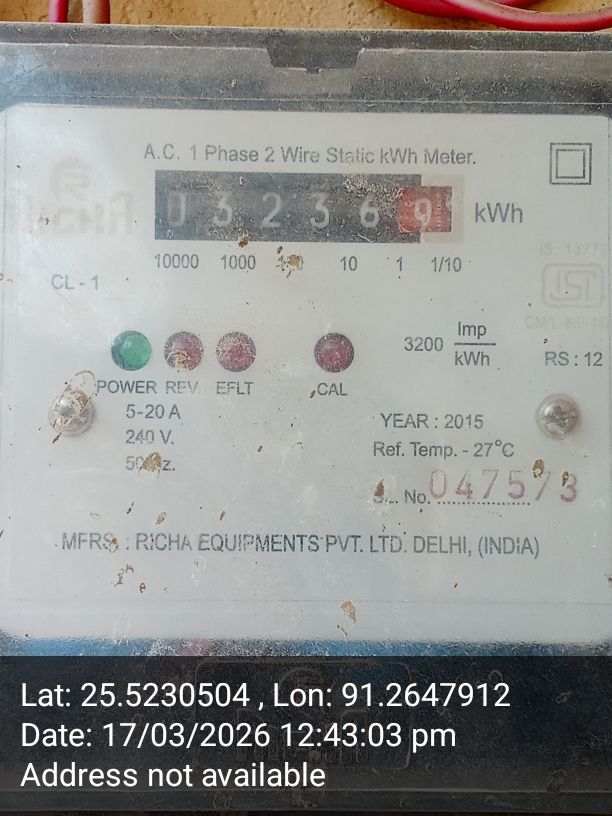 A.C. 1 Phase 2 Wire Static kWh Meter.
0 3 2 3 6 9 kWh
10000 1000 10 1 1/10
IS : 13779
CL - 1
3200 Imp
kWh
RS : 12
POWER REV. EFLT CAL
5-20 A
240 V.
YEAR : 2015
Ref. Temp. - 27°C
No. 047573
MFRS : RICHA EQUIPMENTS PVT. LTD. DELHI, (INDIA)
Lat: 25.5230504 , Lon: 91.2647912
Date: 17/03/2026 12:43:03 pm
Address not available